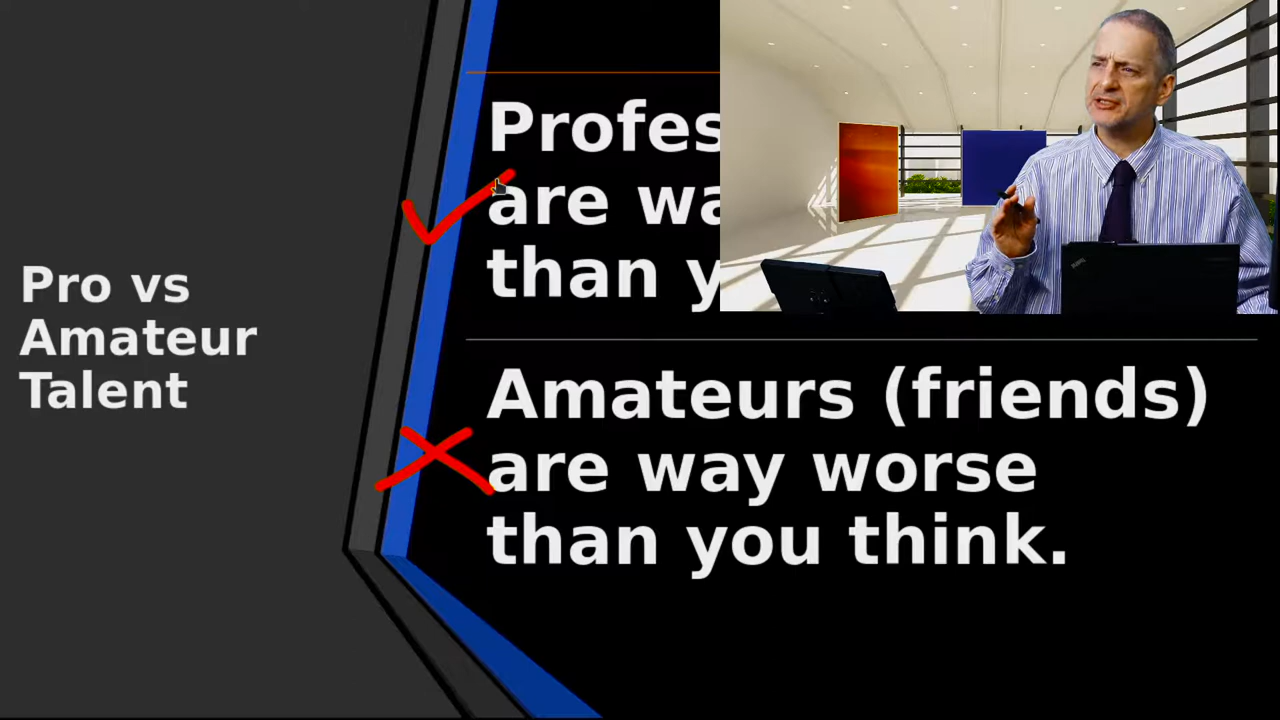 Pro vs
Amateur
Talent
Profes
are wa
than y
Amateurs (friends)
are way worse
than you think.